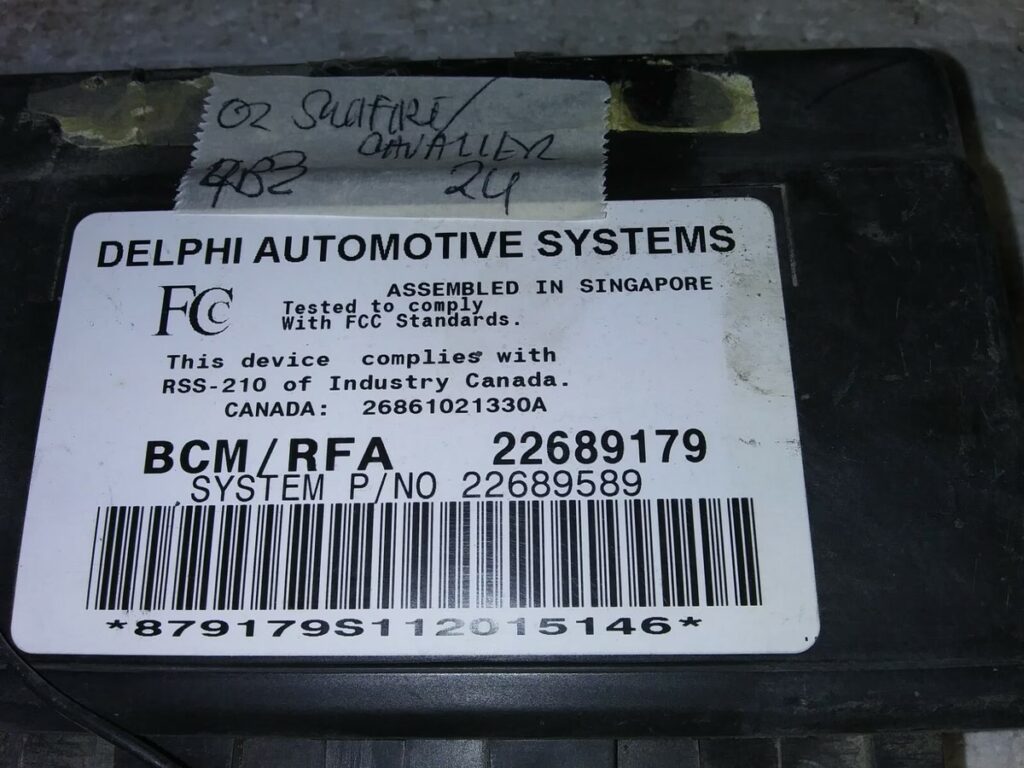 02 SUNFIRE/
CAVALIER
24
DELPHI AUTOMOTIVE SYSTEMS
FCC
ASSEMBLED IN SINGAPORE
Tested to comply
With FCC Standards.
This device complies with
RSS-210 of Industry Canada.
CANADA: 26861021330A
BCM/RFA 22689179
SYSTEM P/NO 22689589
*879179S112015146*